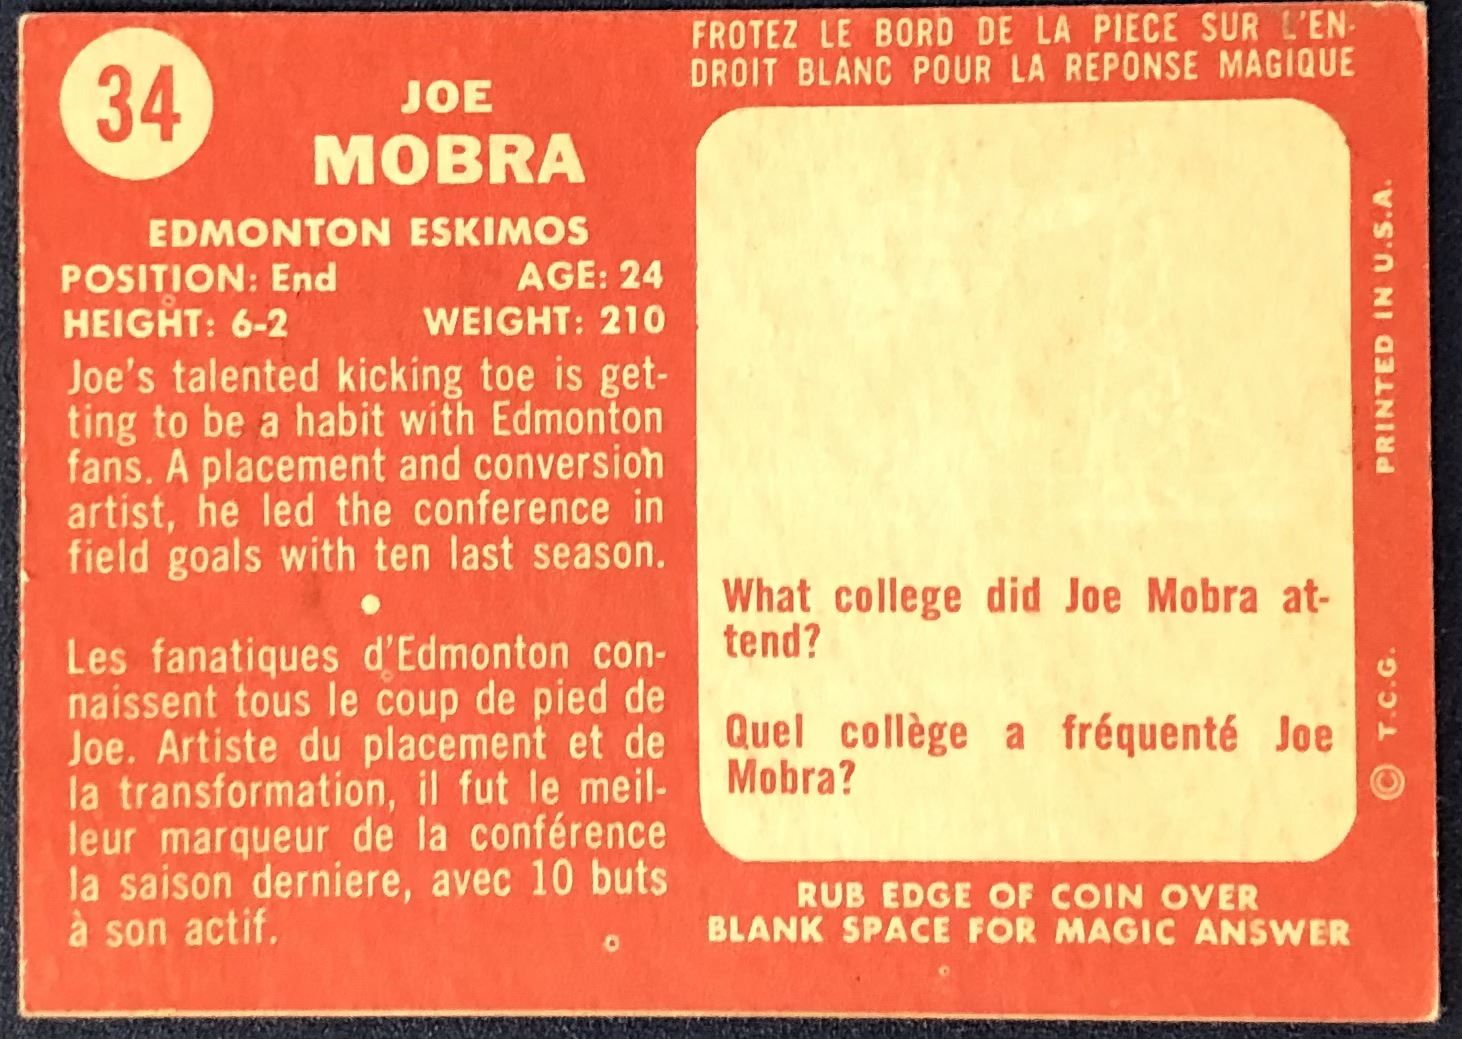 34
JOE
MOBRA
EDMONTON ESKIMOS
POSITION: End AGE: 24
HEIGHT: 6-2 WEIGHT: 210
Joe's talented kicking toe is get-
ting to be a habit with Edmonton
fans. A placement and conversion
artist, he led the conference in
field goals with ten last season.
Les fanatiques d'Edmonton con-
naissent tous le coup de pied de
Joe. Artiste du placement et de
la transformation, il fut le meil-
leur marqueur de la conférence
la saison derniere, avec 10 buts
à son actif.
FROTEZ LE BORD DE LA PIECE SUR L'EN-
DROIT BLANC POUR LA REPONSE MAGIQUE
What college did Joe Mobra at-
tend?
Quel collège a fréquenté Joe
Mobra?
RUB EDGE OF COIN OVER
BLANK SPACE FOR MAGIC ANSWER
© T.C.G. PRINTED IN U.S.A.